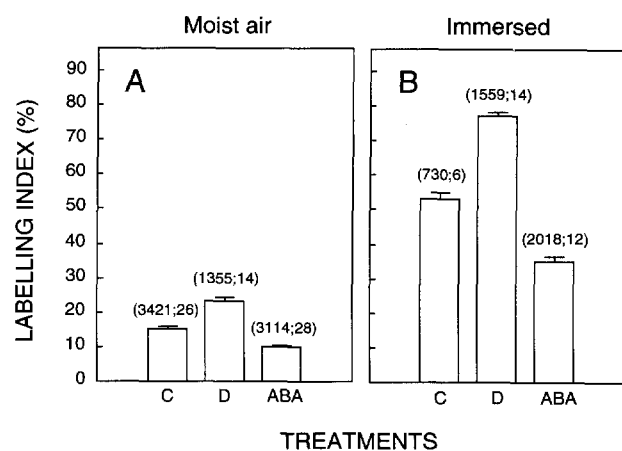 Moist air
Immersed
LABELLING INDEX (%)
90
80
70
60
50
40
30
20
10
0
A
(3421;26)
(1355;14)
(3114;28)
C
D
ABA
B
(730;6)
(1559;14)
(2018;12)
C
D
ABA
TREATMENTS